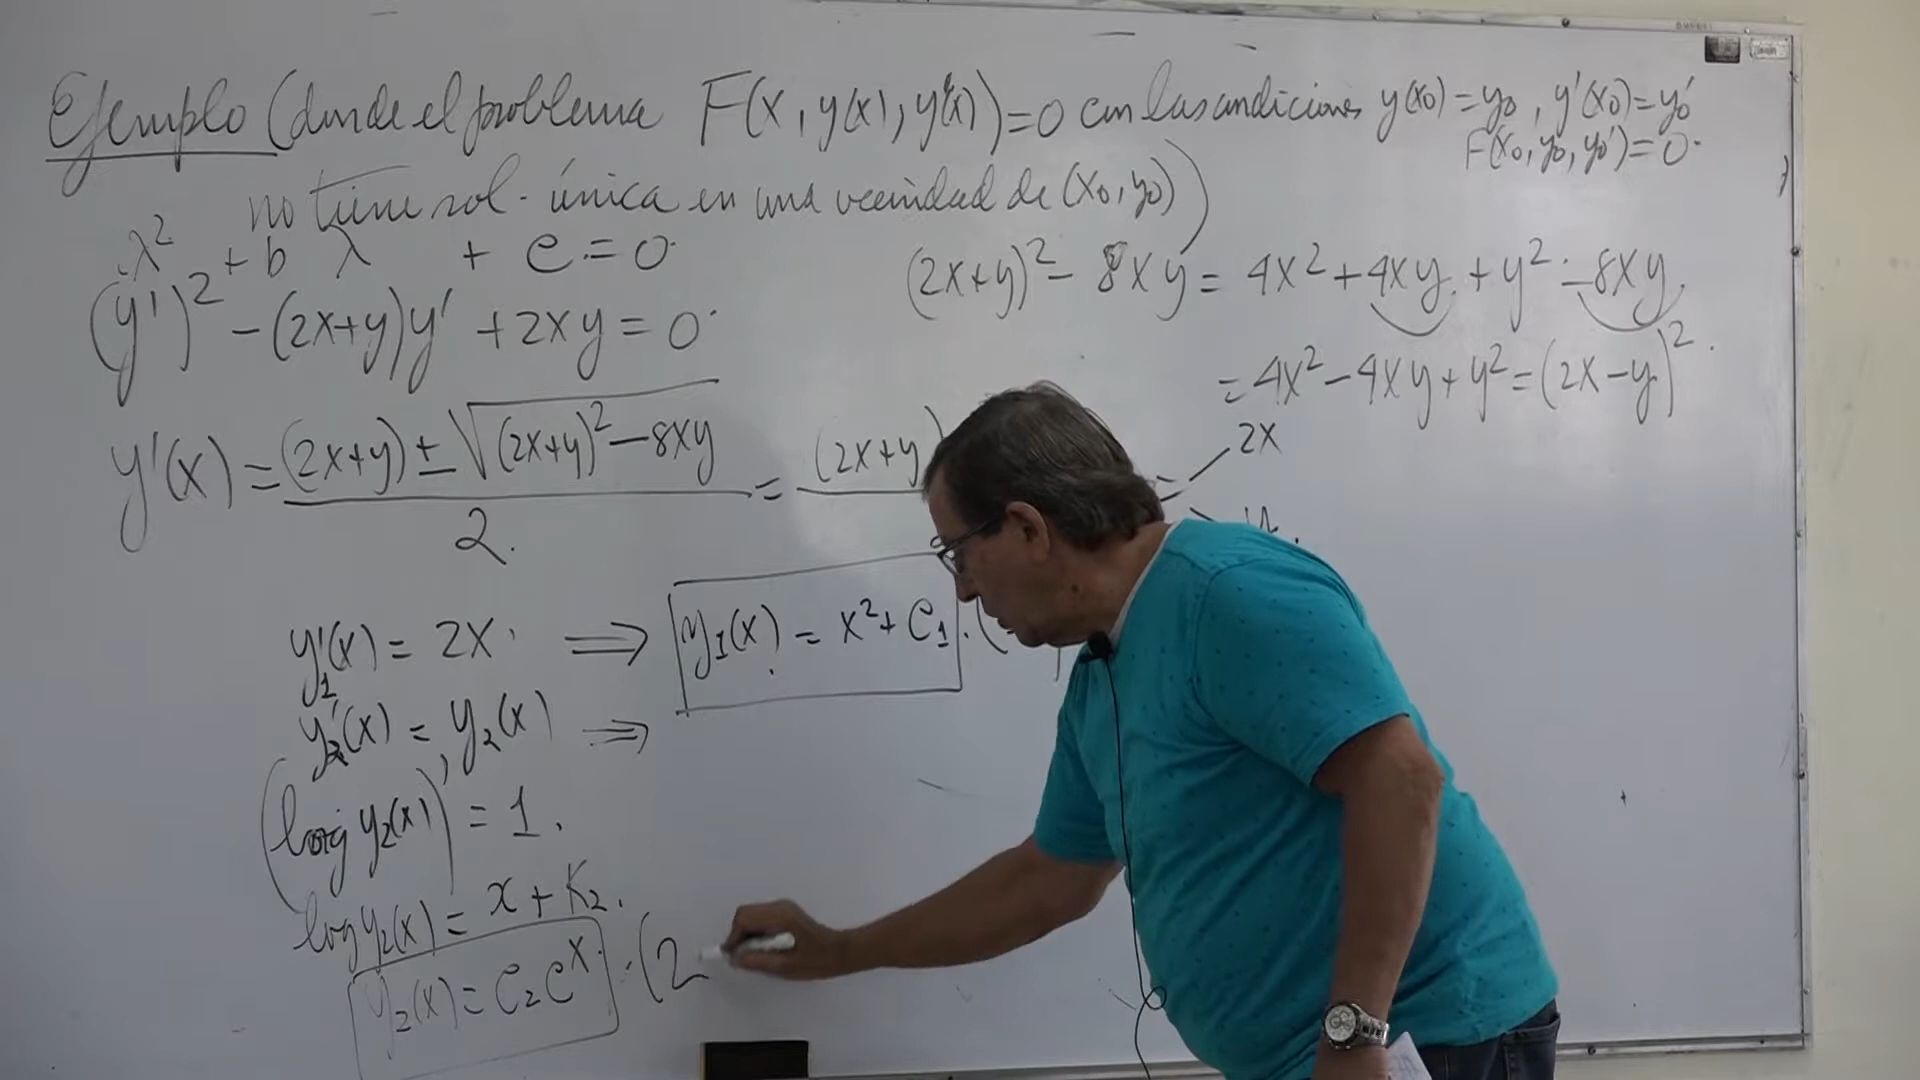 Ejemplo (donde el problema F(x, y(x), y'(x))=0 con las condiciones y(x0)=y0, y'(x0)=y0'
F(x0, y0, y0')=0.
no tiene sol. única en una vecindad de (x0, y0))
λ² + b λ + c = 0
(y')² - (2x+y)y' + 2xy = 0.
(2x+y)² - 8xy = 4x² + 4xy + y² - 8xy
= 4x² - 4xy + y² = (2x-y)².
y'(x) = (2x+y) ± √(2x+y)² - 8xy / 2. = (2x+y)
2x
y.
y1'(x) = 2x. ⟹ y1(x) = x² + C1. (
y2'(x) = y2(x) ⟹
(log y2(x))' = 1.
log y2(x) = x + K2.
y2(x) = C2 e^x. (2